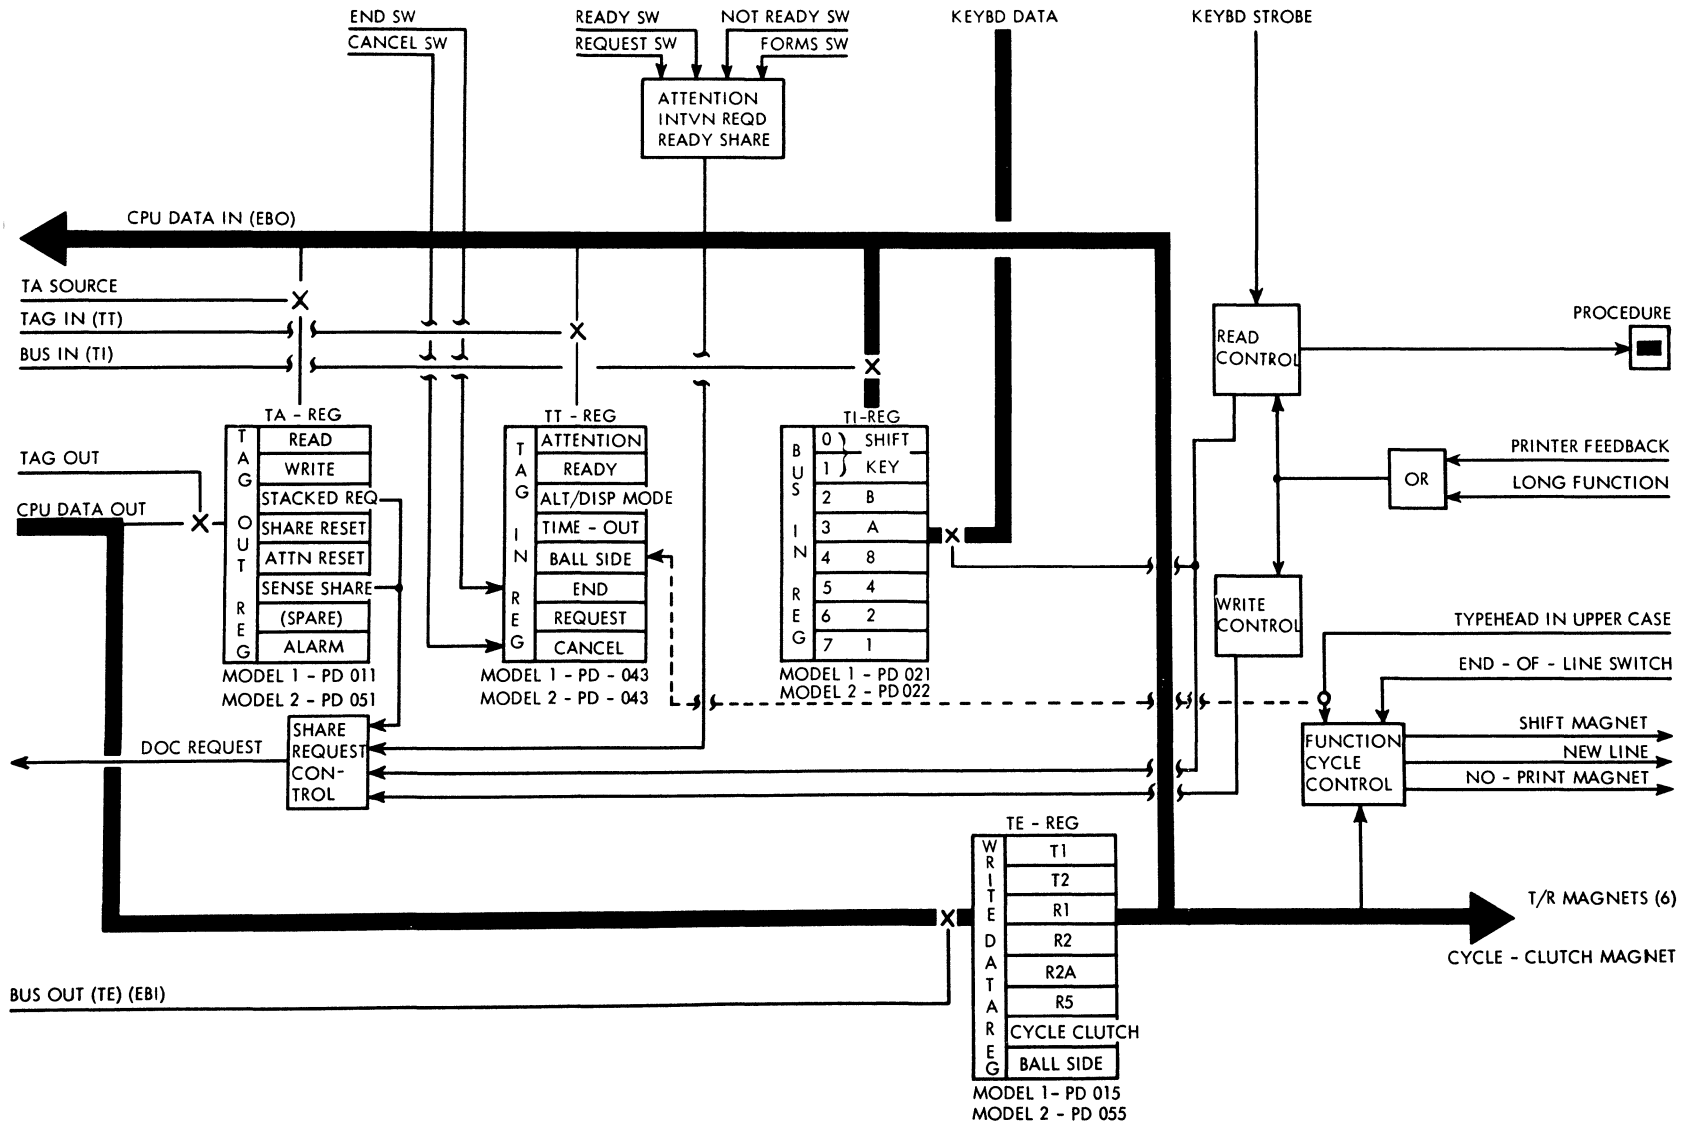 END SW
CANCEL SW
READY SW
REQUEST SW
NOT READY SW
FORMS SW
KEYBD DATA
KEYBD STROBE
ATTENTION
INTVN REQD
READY SHARE
CPU DATA IN (EBO)
TA SOURCE
TAG IN (TT)
BUS IN (TI)
READ
CONTROL
PROCEDURE
TA - REG
TAG OUT REG
READ
WRITE
STACKED REQ
SHARE RESET
ATTN RESET
SENSE SHARE
(SPARE)
ALARM
MODEL 1 - PD 011
MODEL 2 - PD 051
TT - REG
TAG IN REG
ATTENTION
READY
ALT/DISP MODE
TIME - OUT
BALL SIDE
END
REQUEST
CANCEL
MODEL 1 - PD - 043
MODEL 2 - PD - 043
TI-REG
BUS IN REG
0 } SHIFT
1 } KEY
2 B
3 A
4 8
5 4
6 2
7 1
MODEL 1 - PD 021
MODEL 2 - PD 022
TAG OUT
CPU DATA OUT
OR
PRINTER FEEDBACK
LONG FUNCTION
WRITE
CONTROL
TYPEHEAD IN UPPER CASE
END - OF - LINE SWITCH
FUNCTION
CYCLE
CONTROL
SHIFT MAGNET
NEW LINE
NO - PRINT MAGNET
DOC REQUEST
SHARE
REQUEST
CON-
TROL
TE - REG
WRITE DATA REG
T1
T2
R1
R2
R2A
R5
CYCLE CLUTCH
BALL SIDE
MODEL 1- PD 015
MODEL 2 - PD 055
T/R MAGNETS (6)
CYCLE - CLUTCH MAGNET
BUS OUT (TE) (EBI)